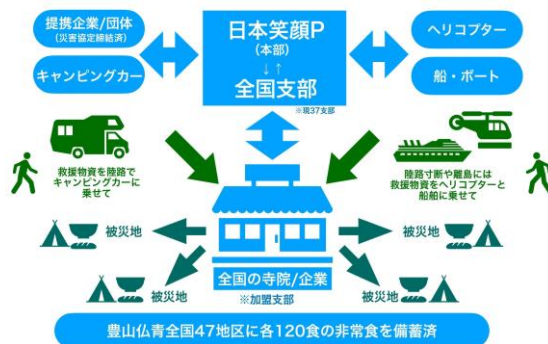 提携企業/団体
(災害協定締結済)
キャンピングカー
日本笑顔P
(本部)
↓↑
全国支部
※現37支部
ヘリコプター
船・ボート
救援物資を陸路で
キャンピングカーに
乗せて
陸路寸断や離島には
救援物資をヘリコプターと
船舶に乗せて
被災地
被災地
被災地
被災地
全国の寺院/企業
※加盟支部
豊山仏青全国47地区に各120食の非常食を備蓄済